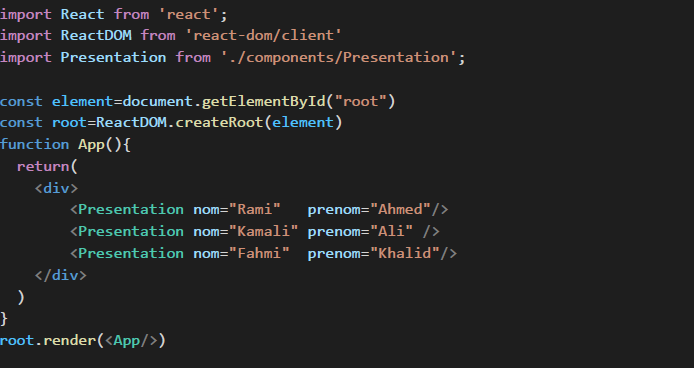 import React from 'react';
import ReactDOM from 'react-dom/client'
import Presentation from './components/Presentation';

const element=document.getElementById("root")
const root=ReactDOM.createRoot(element)
function App(){
  return(
    <div>
        <Presentation nom="Rami"   prenom="Ahmed"/>
        <Presentation nom="Kamali" prenom="Ali" />
        <Presentation nom="Fahmi"  prenom="Khalid"/>
    </div>
  )
}
root.render(<App/>)